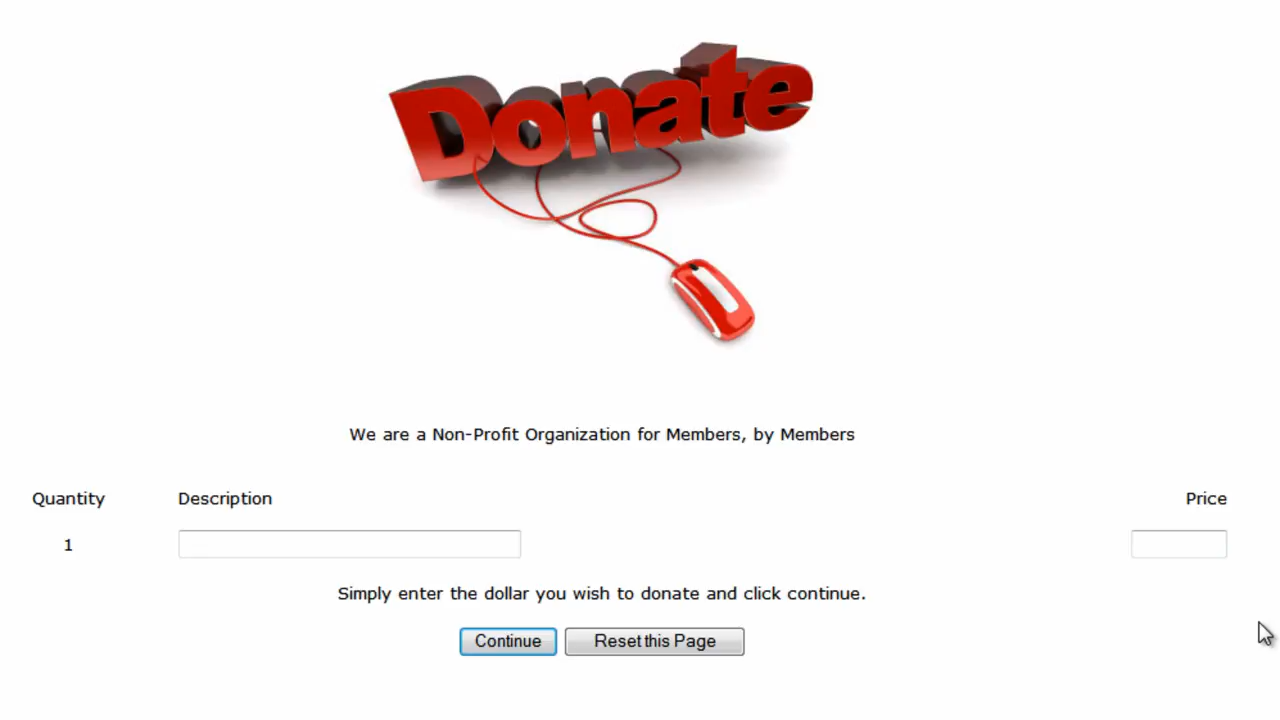 Donate
We are a Non-Profit Organization for Members, by Members
Quantity Description Price
1
Simply enter the dollar you wish to donate and click continue.
Continue Reset this Page